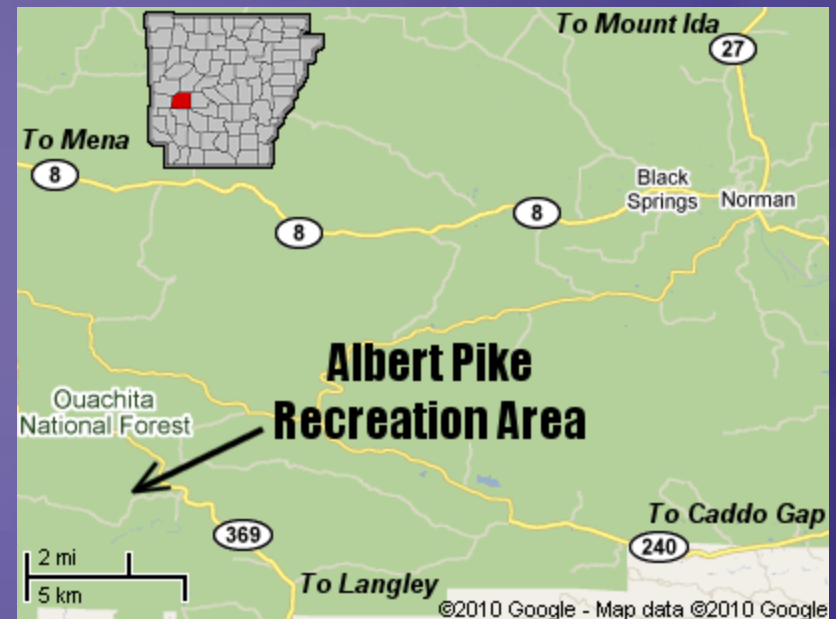 To Mount Ida
27
To Mena
8
Black
Springs
Norman
8
8
Albert Pike
Recreation Area
Ouachita
National Forest
369
To Caddo Gap
240
2 mi
5 km
To Langley
©2010 Google - Map data ©2010 Google